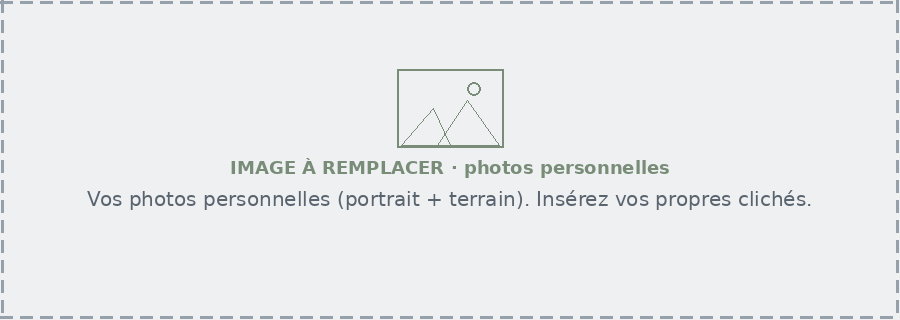 IMAGE À REMPLACER · photos personnelles
Vos photos personnelles (portrait + terrain). Insérez vos propres clichés.